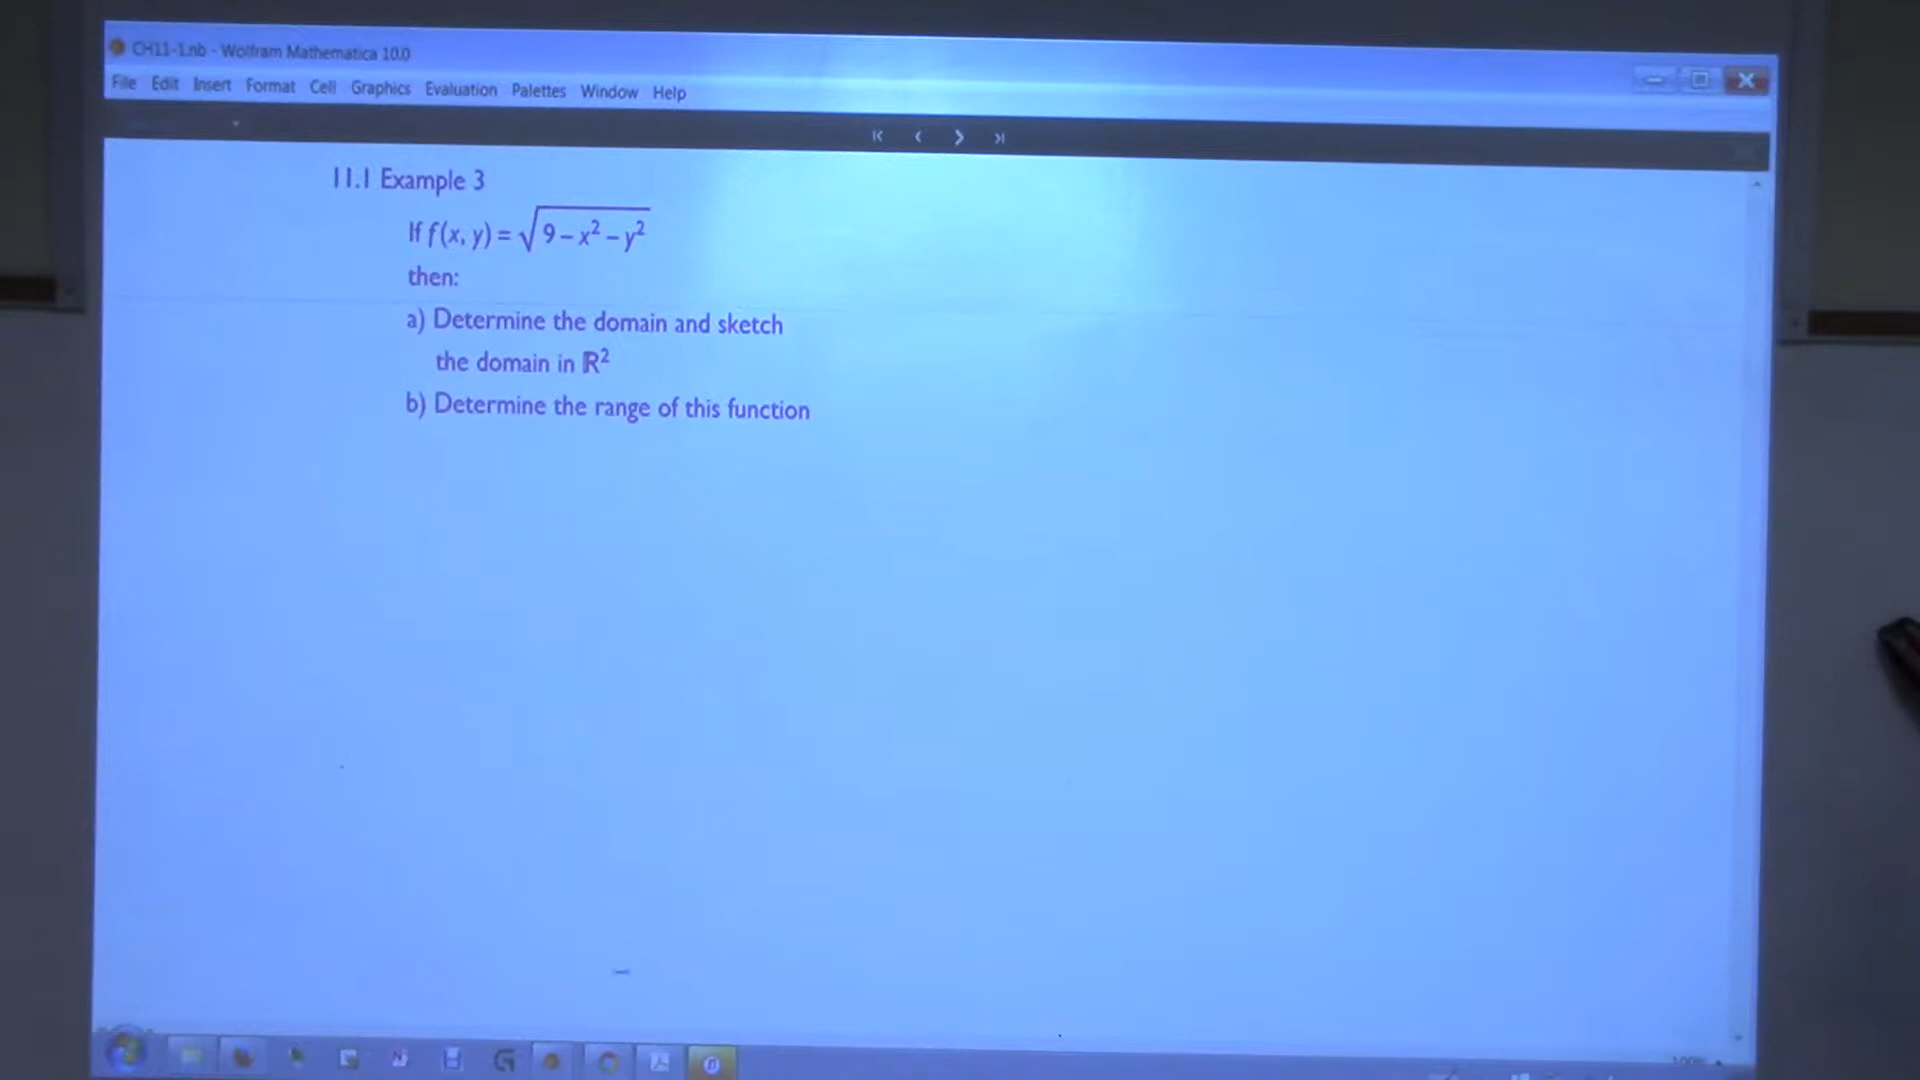 CH11-1.nb - Wolfram Mathematica 10.0
File Edit Insert Format Cell Graphics Evaluation Palettes Window Help
11.1 Example 3
If f(x, y) = √9 – x² – y²
then:
a) Determine the domain and sketch
the domain in ℝ²
b) Determine the range of this function
100%